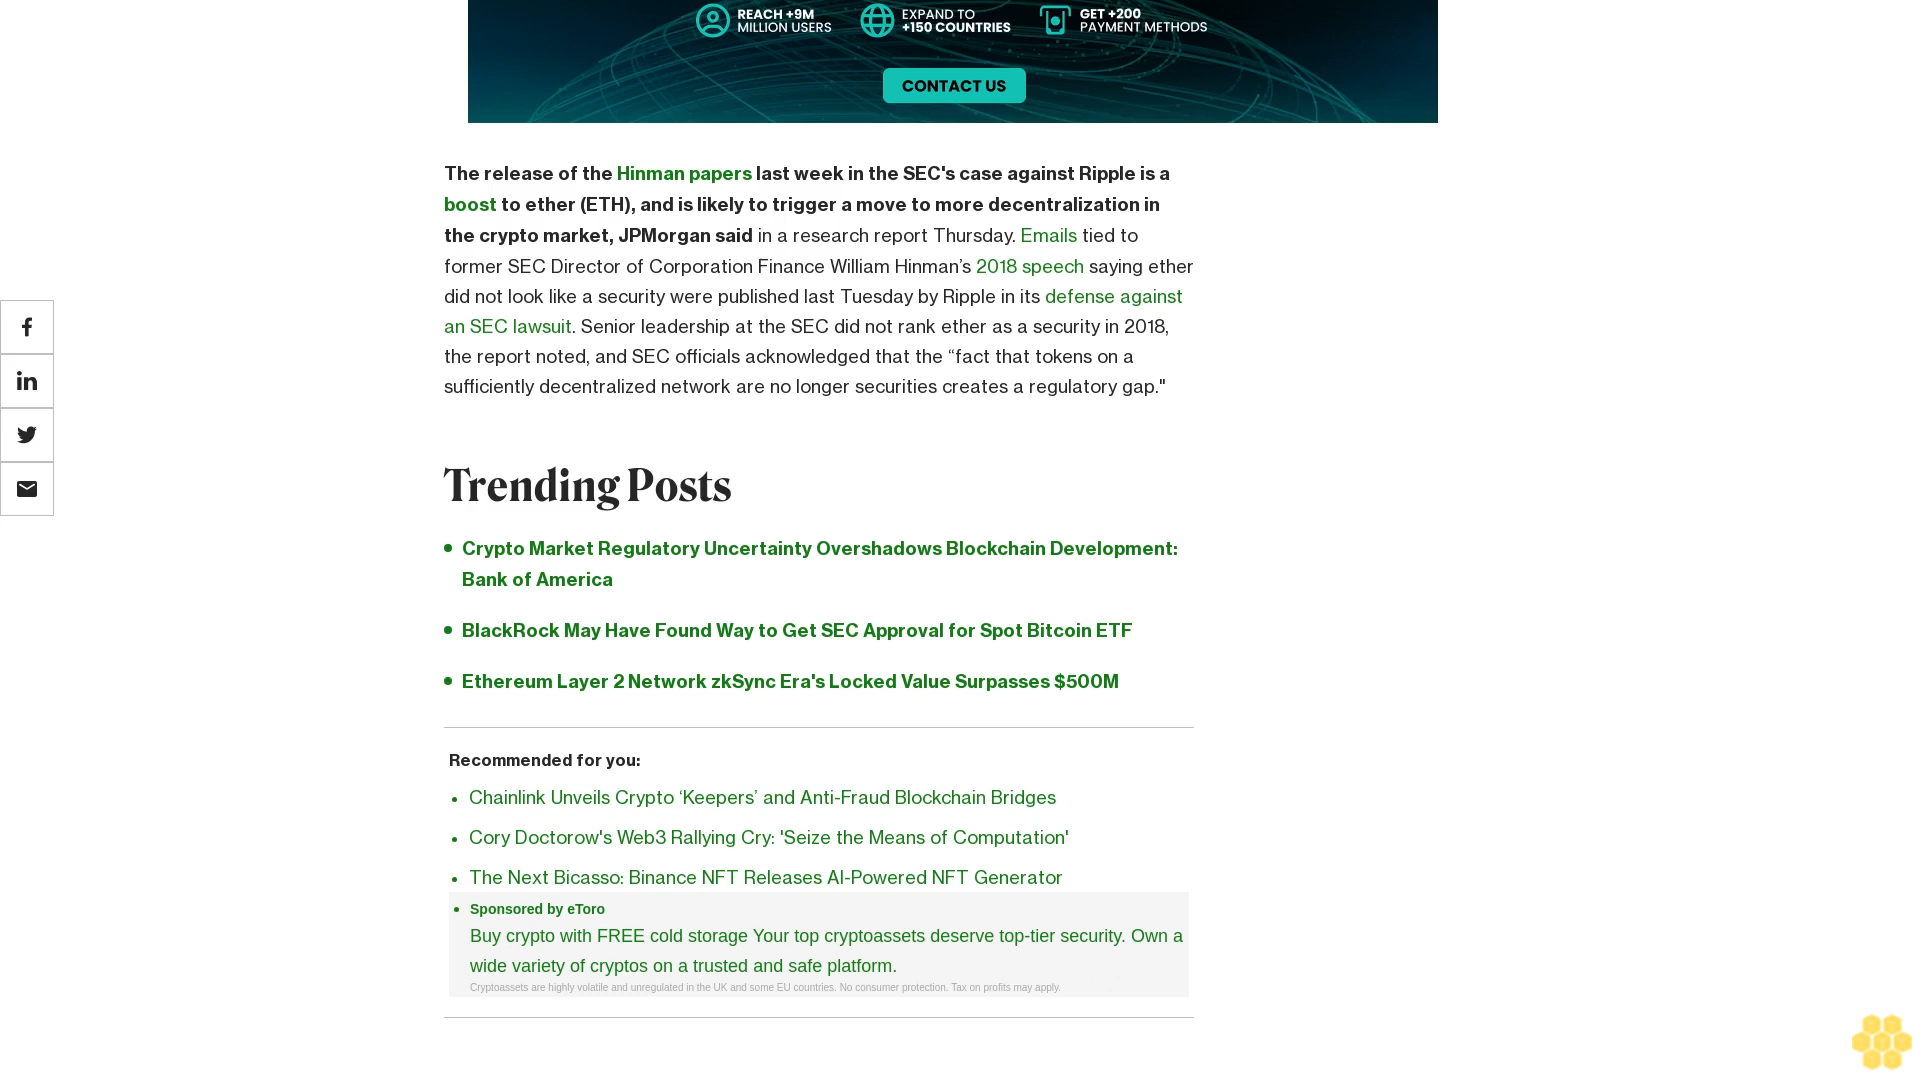 REACH +9M
MILLION USERS
EXPAND TO
+150 COUNTRIES
GET +200
PAYMENT METHODS
CONTACT US
The release of the Hinman papers last week in the SEC's case against Ripple is a
boost to ether (ETH), and is likely to trigger a move to more decentralization in
the crypto market, JPMorgan said in a research report Thursday. Emails tied to
former SEC Director of Corporation Finance William Hinman’s 2018 speech saying ether
did not look like a security were published last Tuesday by Ripple in its defense against
an SEC lawsuit. Senior leadership at the SEC did not rank ether as a security in 2018,
the report noted, and SEC officials acknowledged that the “fact that tokens on a
sufficiently decentralized network are no longer securities creates a regulatory gap."
Trending Posts
Crypto Market Regulatory Uncertainty Overshadows Blockchain Development:
Bank of America
BlackRock May Have Found Way to Get SEC Approval for Spot Bitcoin ETF
Ethereum Layer 2 Network zkSync Era's Locked Value Surpasses $500M
Recommended for you:
Chainlink Unveils Crypto ‘Keepers’ and Anti-Fraud Blockchain Bridges
Cory Doctorow's Web3 Rallying Cry: 'Seize the Means of Computation'
The Next Bicasso: Binance NFT Releases AI-Powered NFT Generator
Sponsored by eToro
Buy crypto with FREE cold storage Your top cryptoassets deserve top-tier security. Own a
wide variety of cryptos on a trusted and safe platform.
Cryptoassets are highly volatile and unregulated in the UK and some EU countries. No consumer protection. Tax on profits may apply.